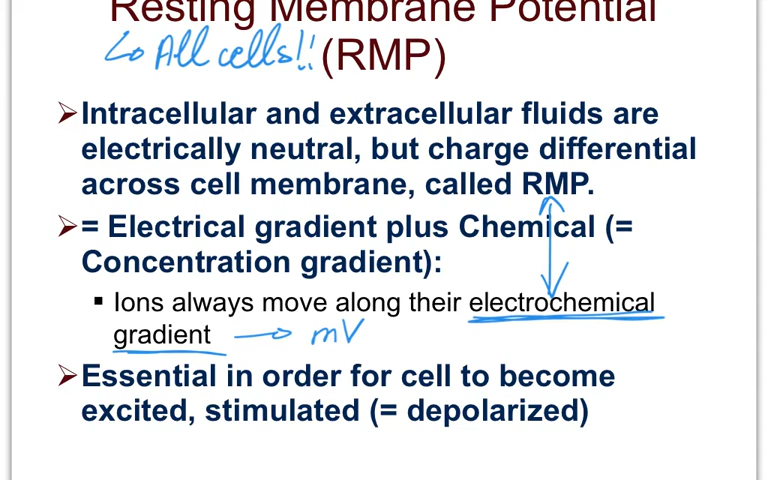 Resting Membrane Potential
↳ All cells!! (RMP)
➢Intracellular and extracellular fluids are
electrically neutral, but charge differential
across cell membrane, called RMP.
➢= Electrical gradient plus Chemical (=
Concentration gradient):
▪ Ions always move along their electrochemical
gradient → mV
➢Essential in order for cell to become
excited, stimulated (= depolarized)